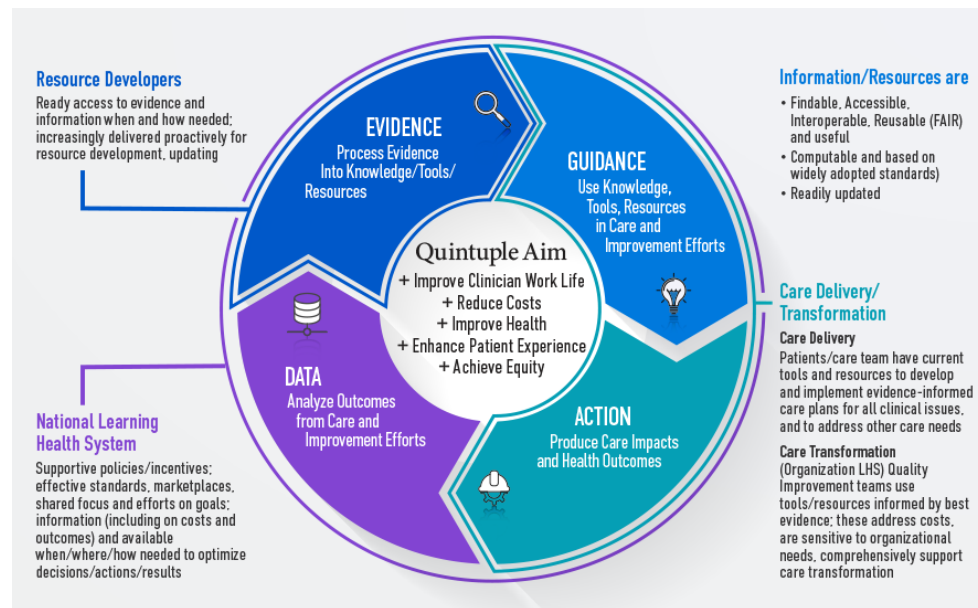 Resource Developers
Ready access to evidence and
information when and how needed;
increasingly delivered proactively for
resource development, updating
EVIDENCE
Process Evidence
Into Knowledge/Tools/
Resources
GUIDANCE
Use Knowledge,
Tools, Resources
in Care and
Improvement Efforts
Information/Resources are
• Findable, Accessible,
Interoperable, Reusable (FAIR)
and useful
• Computable and based on
widely adopted standards)
• Readily updated
Quintuple Aim
+ Improve Clinician Work Life
+ Reduce Costs
+ Improve Health
+ Enhance Patient Experience
+ Achieve Equity
DATA
Analyze Outcomes
from Care and
Improvement Efforts
ACTION
Produce Care Impacts
and Health Outcomes
National Learning
Health System
Supportive policies/incentives;
effective standards, marketplaces,
shared focus and efforts on goals;
information (including on costs and
outcomes) and available
when/where/how needed to optimize
decisions/actions/results
Care Delivery/
Transformation
Care Delivery
Patients/care team have current
tools and resources to develop
and implement evidence-informed
care plans for all clinical issues,
and to address other care needs
Care Transformation
(Organization LHS) Quality
Improvement teams use
tools/resources informed by best
evidence; these address costs,
are sensitive to organizational
needs, comprehensively support
care transformation